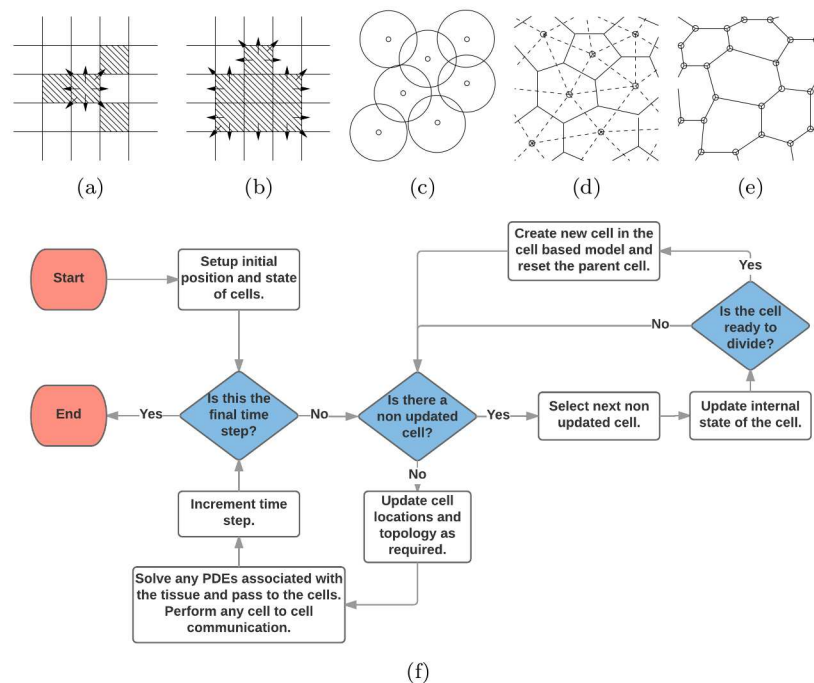 (a)
(b)
(c)
(d)
(e)
Start
Setup initial
position and state
of cells.
Create new cell in the
cell based model and
reset the parent cell.
Yes
Is the cell
ready to
divide?
No
End
Yes
Is this the
final time
step?
No
Is there a
non updated
cell?
Yes
Select next non
updated cell.
Update internal
state of the cell.
No
Increment time
step.
Update cell
locations and
topology as
required.
Solve any PDEs associated with
the tissue and pass to the cells.
Perform any cell to cell
communication.
(f)